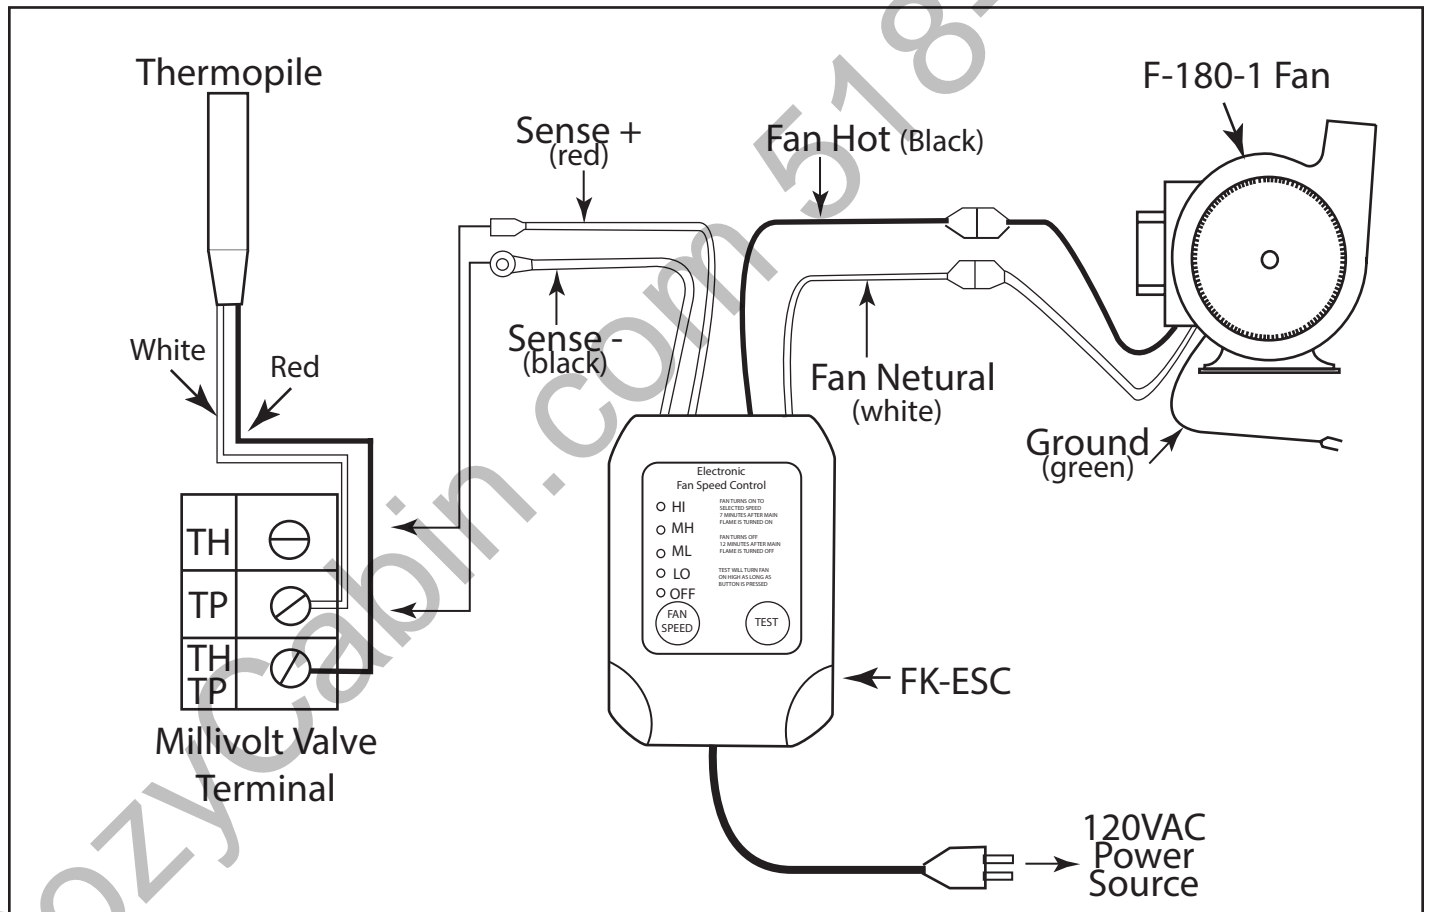 Thermopile
F-180-1 Fan
Sense +
(red)
Fan Hot (Black)
Sense -
(black)
White
Red
Fan Netural
(white)
Ground
(green)
TH
TP
TH
TP
Millivolt Valve
Terminal
Electronic
Fan Speed Control
HI
MH
ML
LO
OFF
FAN TURNS ON TO
SELECTED SPEED
7 MINUTES AFTER MAIN
FLAME IS TURNED ON
FAN TURNS OFF
12 MINUTES AFTER MAIN
FLAME IS TURNED OFF
TEST WILL TURN FAN
ON HIGH AS LONG AS
BUTTON IS PRESSED
FAN
SPEED
TEST
FK-ESC
120VAC
Power
Source
ozyCabin.com 518-